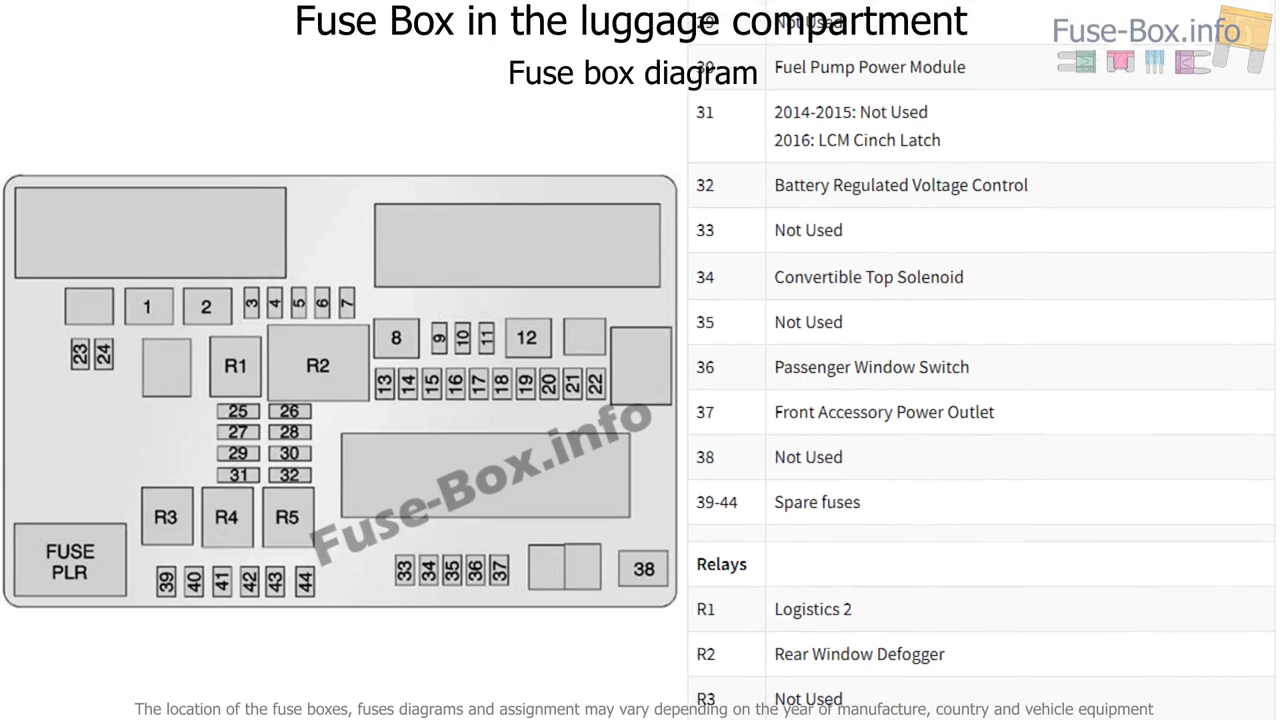 Fuse Box in the luggage compartment
Fuse box diagram
Fuse-Box.info
1
2
3
4
5
6
7
8
9
10
11
12
23
24
R1
R2
13
14
15
16
17
18
19
20
21
22
25
26
27
28
29
30
31
32
R3
R4
R5
FUSE
PLR
39
40
41
42
43
44
33
34
35
36
37
38
Fuse-Box.info
29 Not Used
30 Fuel Pump Power Module
31 2014-2015: Not Used
2016: LCM Cinch Latch
32 Battery Regulated Voltage Control
33 Not Used
34 Convertible Top Solenoid
35 Not Used
36 Passenger Window Switch
37 Front Accessory Power Outlet
38 Not Used
39-44 Spare fuses
Relays
R1 Logistics 2
R2 Rear Window Defogger
R3 Not Used
The location of the fuse boxes, fuses diagrams and assignment may vary depending on the year of manufacture, country and vehicle equipment